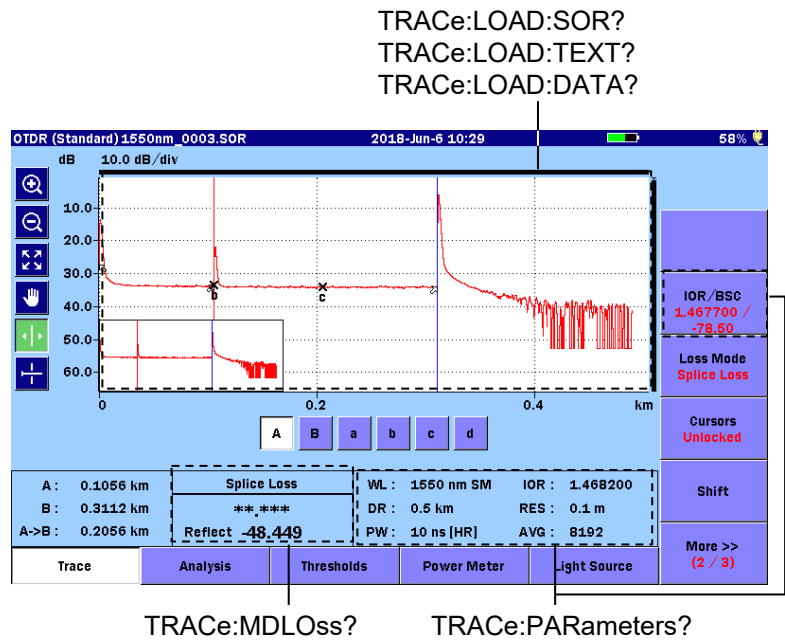 TRACe:LOAD:SOR?
TRACe:LOAD:TEXT?
TRACe:LOAD:DATA?
OTDR (Standard)1550nm_0003.SOR 2018-Jun-6 10:29 58%
dB 10.0 dB/div
10.0
20.0
30.0
40.0
50.0
60.0
b c
0 0.2 0.4 km
A B a b c d
IOR/BSC
1.467700 /
-78.50
Loss Mode
Splice Loss
Cursors
Unlocked
Shift
More >>
(2 / 3)
A : 0.1056 km
B : 0.3112 km
A->B : 0.2056 km
Splice Loss
**.***
Reflect -48.449
WL : 1550 nm SM IOR : 1.468200
DR : 0.5 km RES : 0.1 m
PW : 10 ns [HR] AVG : 8192
Trace Analysis Thresholds Power Meter Light Source
TRACe:MDLOss? TRACe:PARameters?